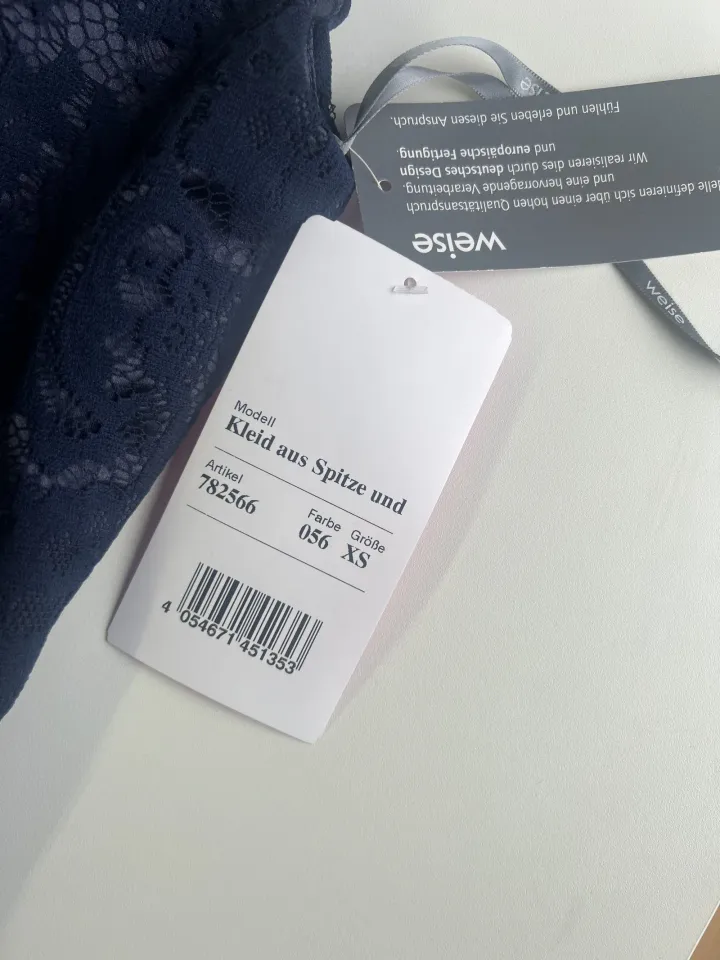 weise
elle definieren sich über einen hohen Qualitätsanspruch
und eine hervorragende Verarbeitung.
Wir realisieren dies durch deutsches Design
und europäische Fertigung.
Fühlen und erleben Sie diesen Anspruch.
weise
Modell
Kleid aus Spitze und
Artikel Farbe Größe
782566 056 XS
4 054671 451353